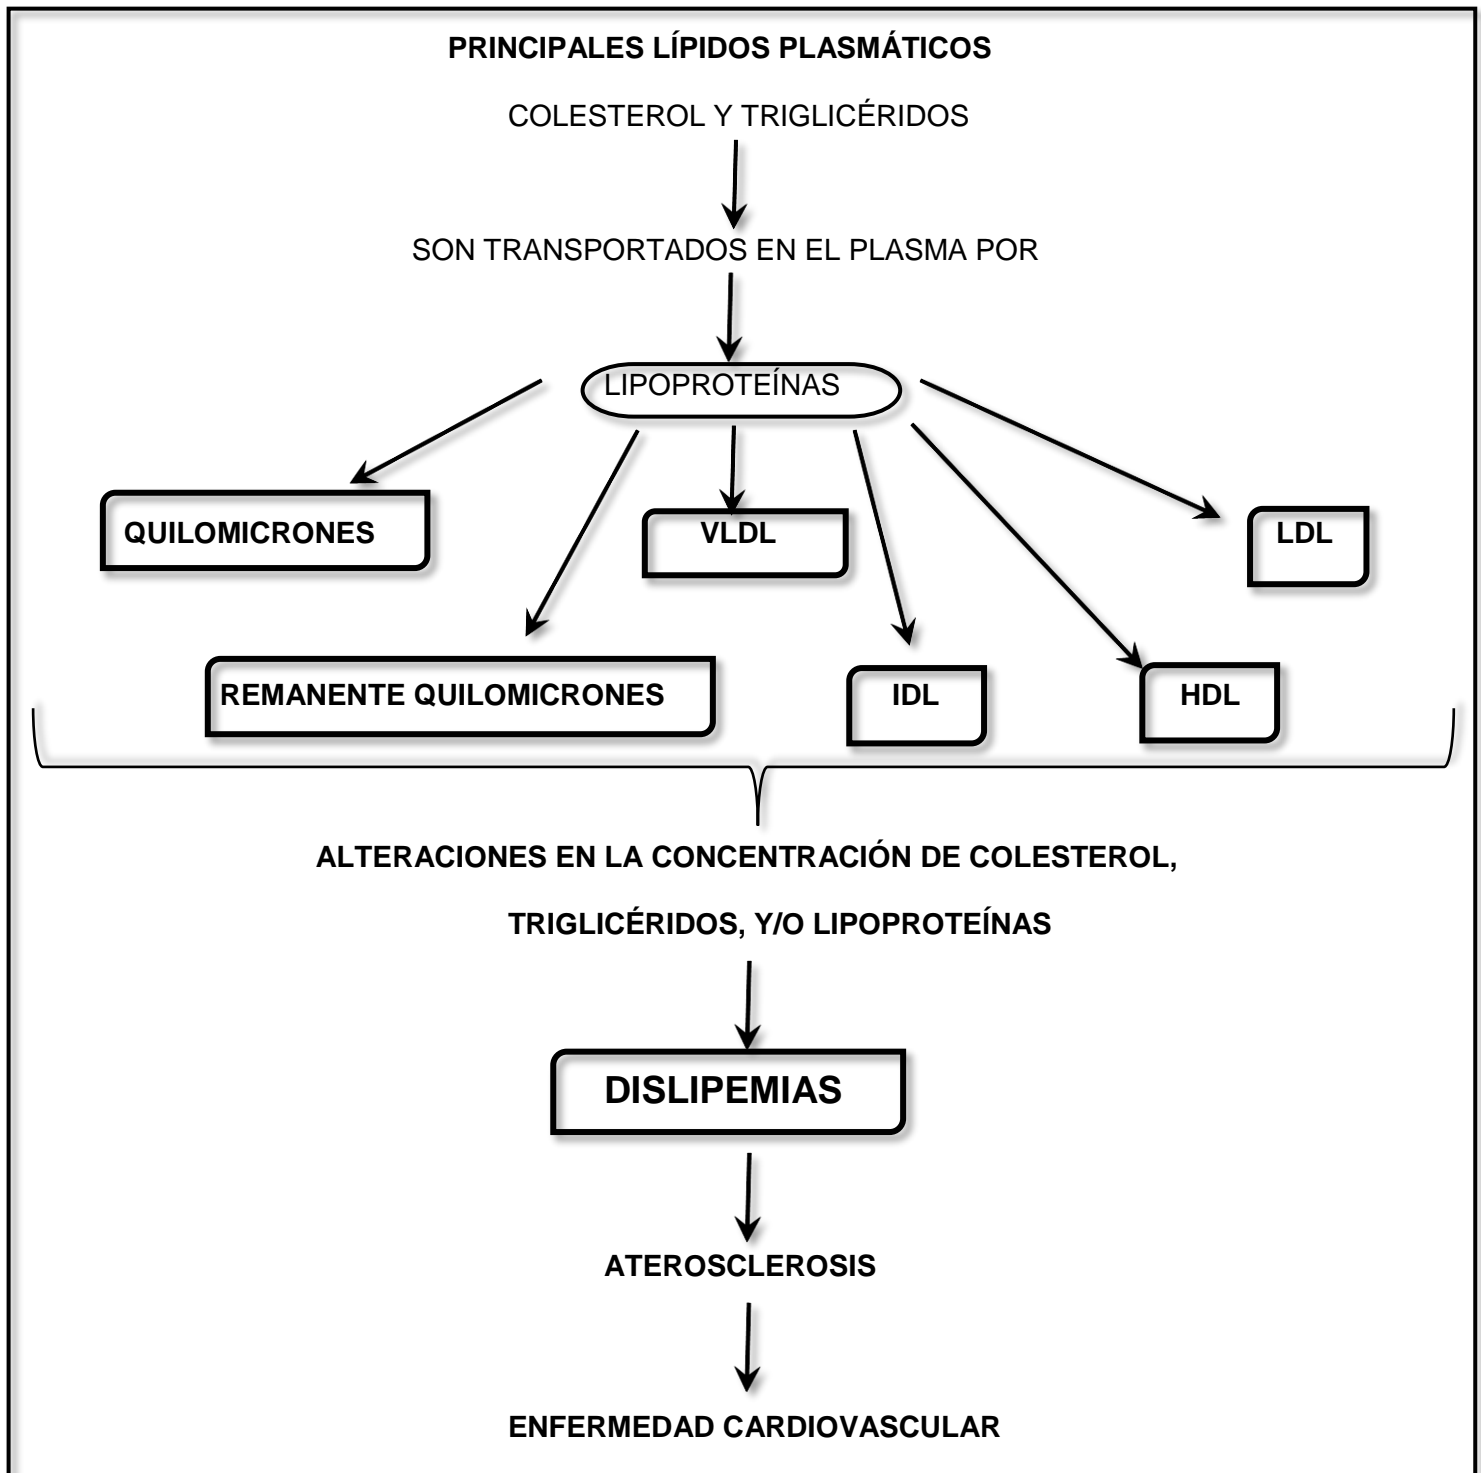 PRINCIPALES LÍPIDOS PLASMÁTICOS
COLESTEROL Y TRIGLICÉRIDOS
SON TRANSPORTADOS EN EL PLASMA POR
LIPOPROTEÍNAS
QUILOMICRONES
VLDL
LDL
REMANENTE QUILOMICRONES
IDL
HDL
ALTERACIONES EN LA CONCENTRACIÓN DE COLESTEROL,
TRIGLICÉRIDOS, Y/O LIPOPROTEÍNAS
DISLIPEMIAS
ATEROSCLEROSIS
ENFERMEDAD CARDIOVASCULAR